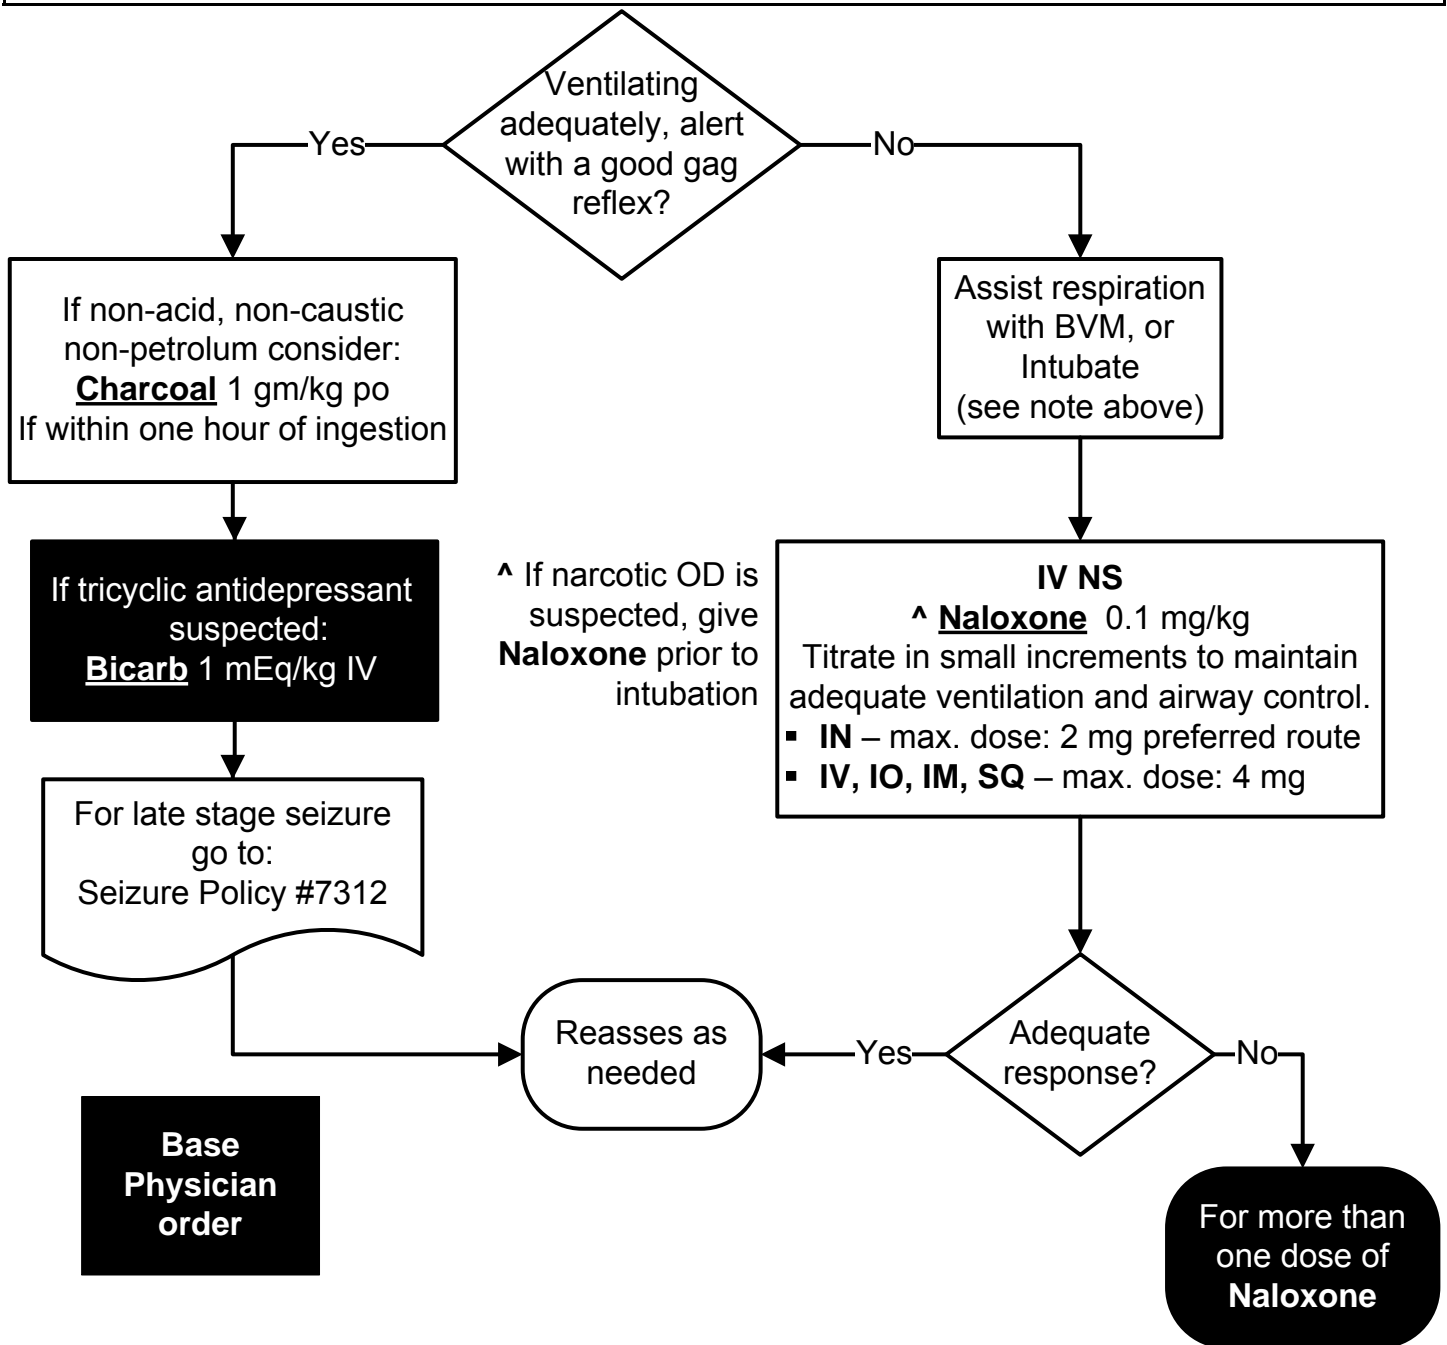 Ventilating
adequately, alert
with a good gag
reflex?
Yes
No
If non-acid, non-caustic
non-petrolum consider:
Charcoal 1 gm/kg po
If within one hour of ingestion
Assist respiration
with BVM, or
Intubate
(see note above)
If tricyclic antidepressant
suspected:
Bicarb 1 mEq/kg IV
^ If narcotic OD is
suspected, give
Naloxone prior to
intubation
IV NS
^ Naloxone 0.1 mg/kg
Titrate in small increments to maintain
adequate ventilation and airway control.
▪ IN – max. dose: 2 mg preferred route
▪ IV, IO, IM, SQ – max. dose: 4 mg
For late stage seizure
go to:
Seizure Policy #7312
Reasses as
needed
Yes
Adequate
response?
No
Base
Physician
order
For more than
one dose of
Naloxone